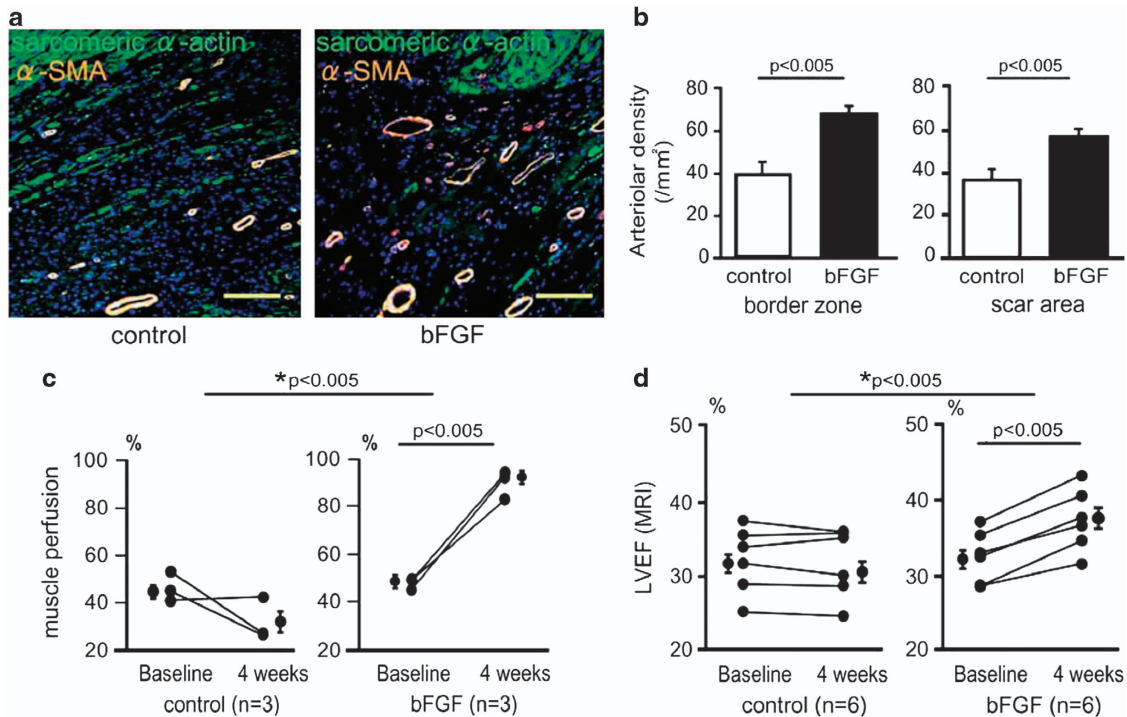 a
sarcomeric α-actin
α-SMA
sarcomeric α-actin
α-SMA
control
bFGF
b
Arteriolar density
(/mm²)
p<0.005
80
60
40
20
0
control
bFGF
border zone
p<0.005
80
60
40
20
0
control
bFGF
scar area
c
*p<0.005
muscle perfusion
%
100
80
60
40
20
Baseline
4 weeks
control (n=3)
%
p<0.005
100
80
60
40
20
Baseline
4 weeks
bFGF (n=3)
d
*p<0.005
LVEF (MRI)
%
50
40
30
20
Baseline
4 weeks
control (n=6)
%
p<0.005
50
40
30
20
Baseline
4 weeks
bFGF (n=6)